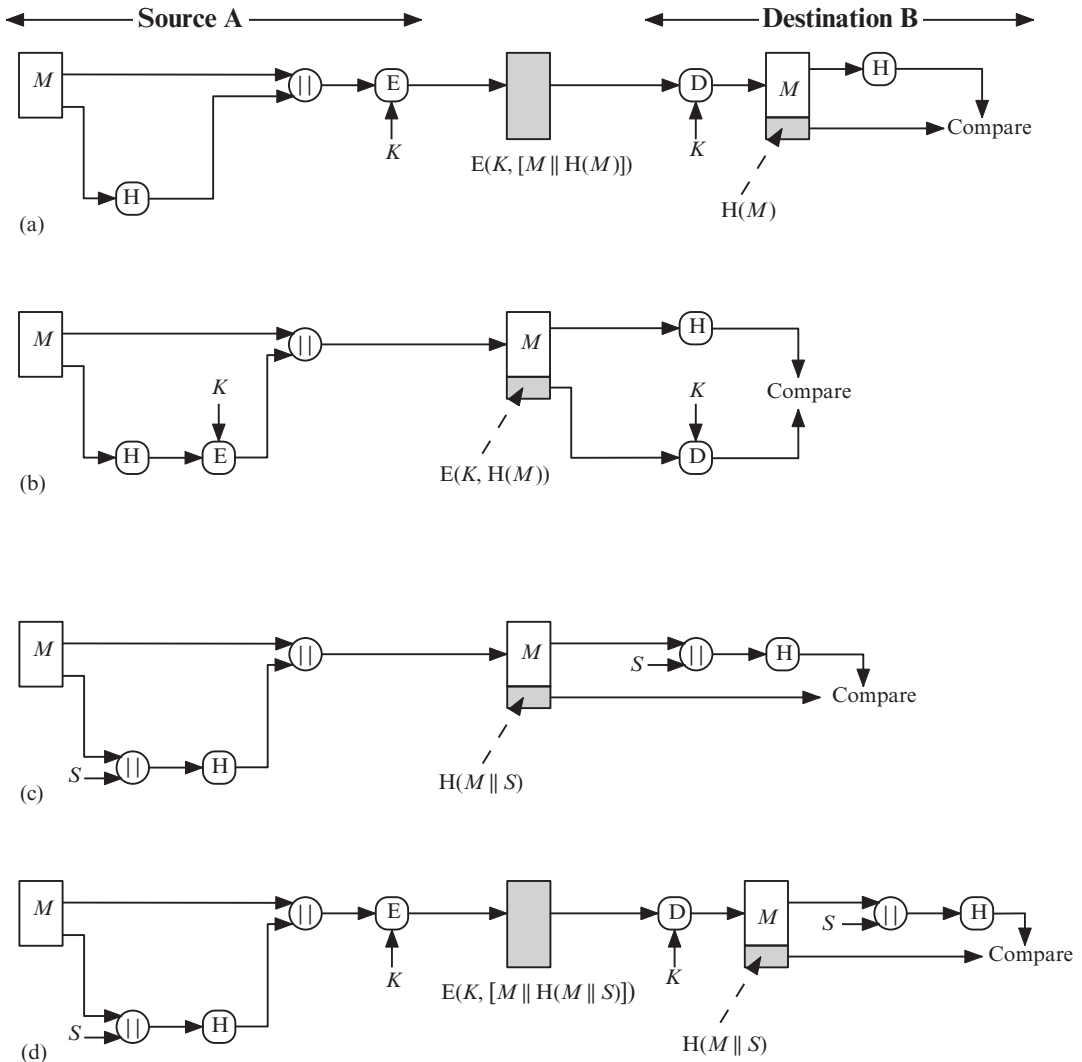 Source A Destination B
M || E D M H
K K Compare
E(K, [M || H(M)])
H
H(M)
(a)
M || M H
K K Compare
H E D
E(K, H(M))
(b)
M || M S || H
Compare
S || H
H(M || S)
(c)
M || E D M S || H
K K Compare
E(K, [M || H(M || S)])
S || H
H(M || S)
(d)